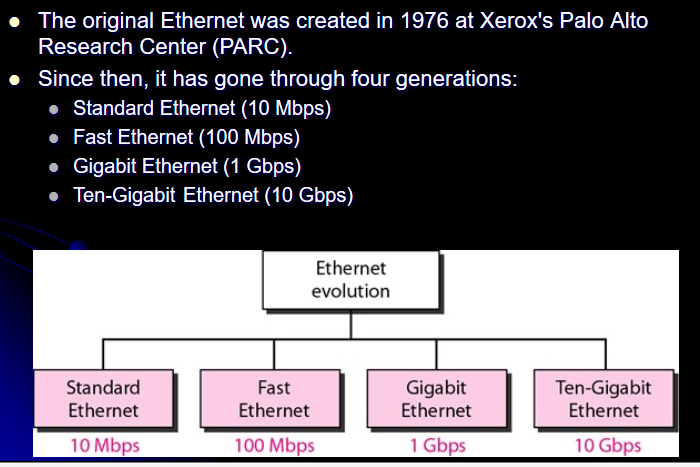 The original Ethernet was created in 1976 at Xerox's Palo Alto
Research Center (PARC).
Since then, it has gone through four generations:
Standard Ethernet (10 Mbps)
Fast Ethernet (100 Mbps)
Gigabit Ethernet (1 Gbps)
Ten-Gigabit Ethernet (10 Gbps)
Ethernet
evolution
Standard
Ethernet
10 Mbps
Fast
Ethernet
100 Mbps
Gigabit
Ethernet
1 Gbps
Ten-Gigabit
Ethernet
10 Gbps